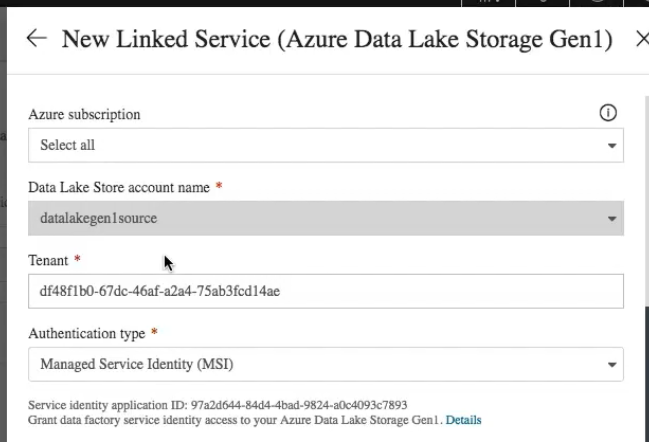 New Linked Service (Azure Data Lake Storage Gen1)
Azure subscription
Select all
Data Lake Store account name *
datalakegen1source
Tenant *
df48f1b0-67dc-46af-a2a4-75ab3fcd14ae
Authentication type *
Managed Service Identity (MSI)
Service identity application ID: 97a2d644-84d4-4bad-9824-a0c4093c7893
Grant data factory service identity access to your Azure Data Lake Storage Gen1. Details